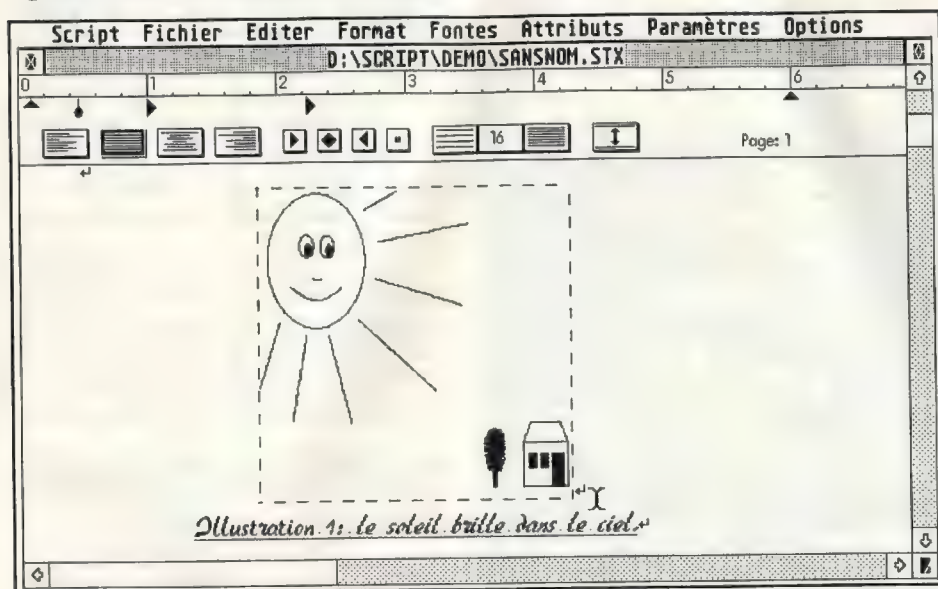 Script Fichier Editer Format Fontes Attributs Paramètres Options
D:\SCRIPT\DEMO\SANSNOM.STX
0 1 2 3 4 5 6
16 Page: 1
Illustration 1: le soleil brille dans le ciel